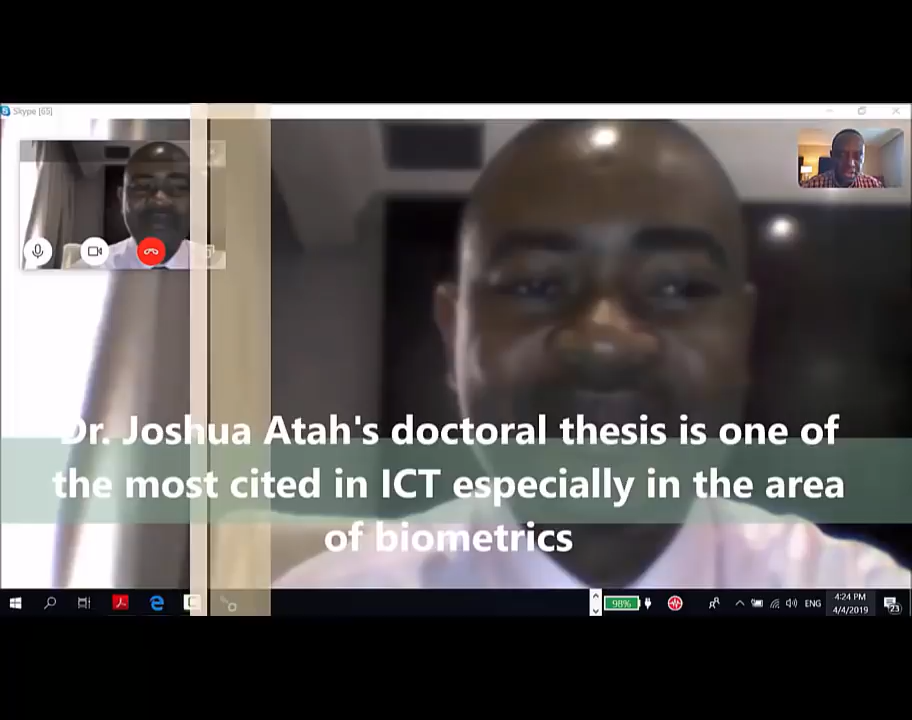 Skype [65]
Dr. Joshua Atah's doctoral thesis is one of
the most cited in ICT especially in the area
of biometrics
98%
ENG
4:24 PM
4/4/2019
23